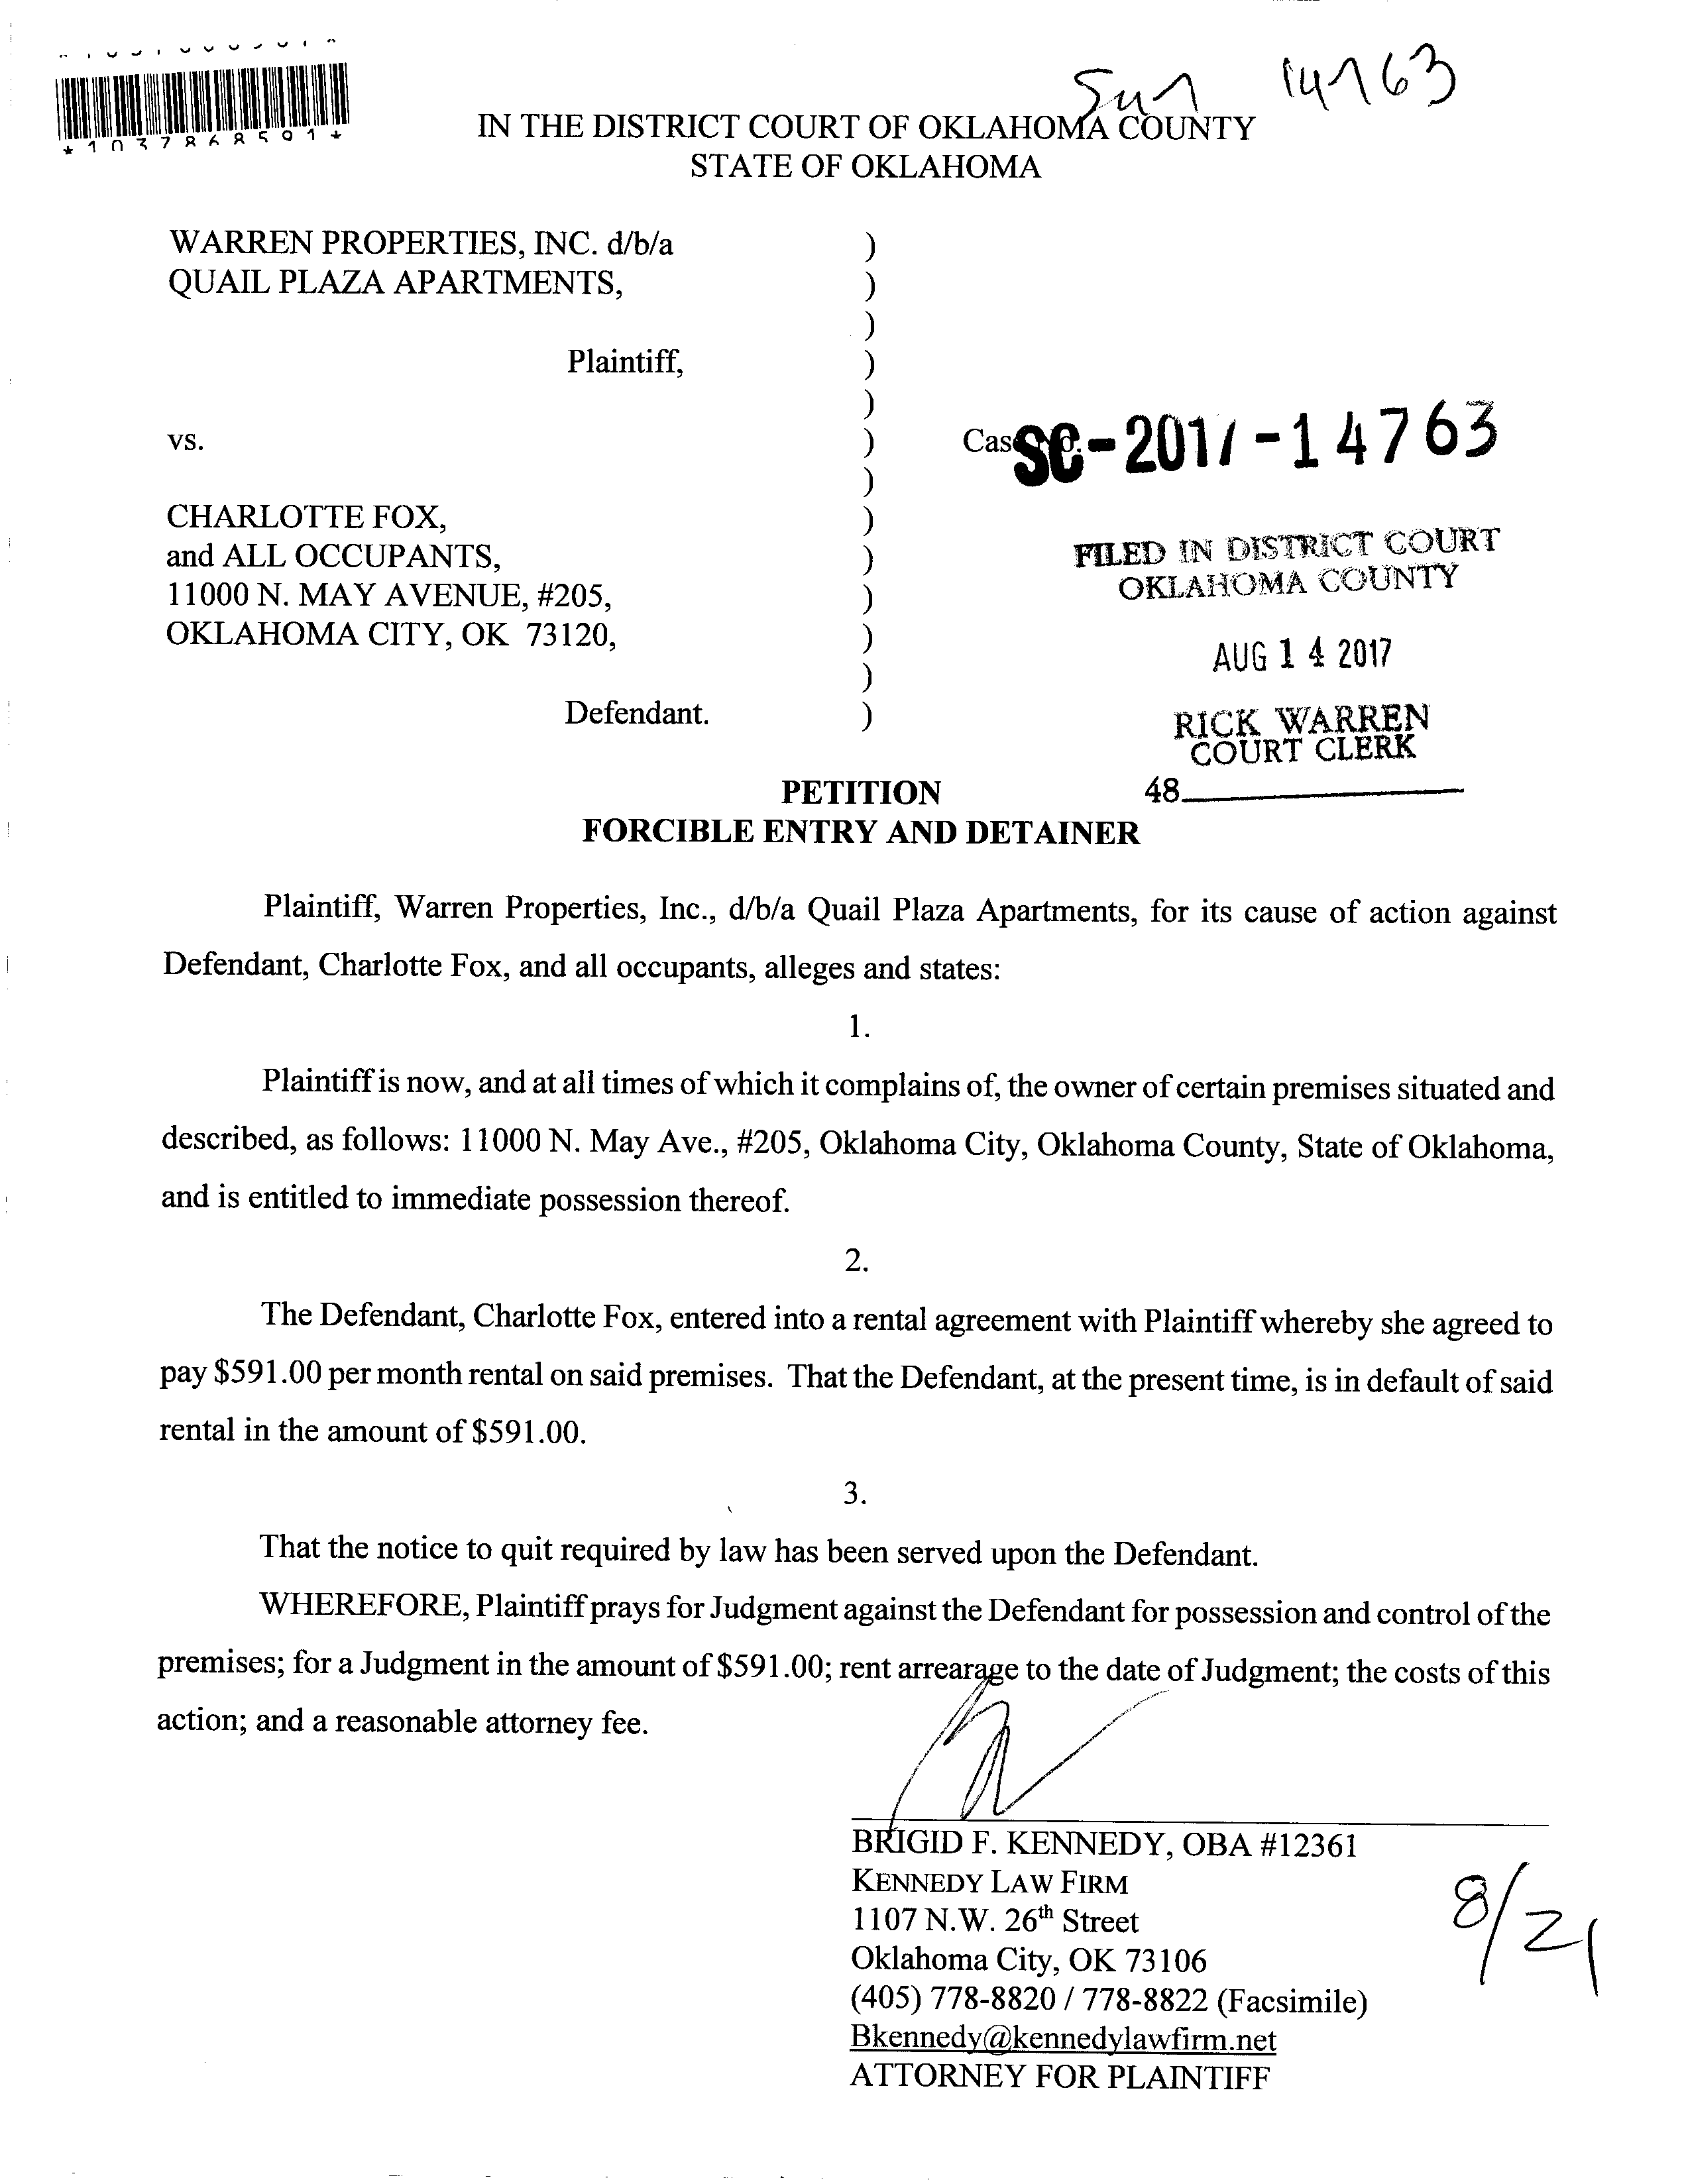 *1037868591*
14763
IN THE DISTRICT COURT OF OKLAHOMA COUNTY
STATE OF OKLAHOMA
WARREN PROPERTIES, INC. d/b/a )
QUAIL PLAZA APARTMENTS, )
)
Plaintiff, )
)
vs. ) Case No. SC-2017-14763
)
CHARLOTTE FOX, )
and ALL OCCUPANTS, )
11000 N. MAY AVENUE, #205, )
OKLAHOMA CITY, OK 73120, )
)
Defendant. )
FILED IN DISTRICT COURT
OKLAHOMA COUNTY
AUG 14 2017
RICK WARREN
COURT CLERK
48
PETITION
FORCIBLE ENTRY AND DETAINER
Plaintiff, Warren Properties, Inc., d/b/a Quail Plaza Apartments, for its cause of action against
Defendant, Charlotte Fox, and all occupants, alleges and states:
1.
Plaintiff is now, and at all times of which it complains of, the owner of certain premises situated and
described, as follows: 11000 N. May Ave., #205, Oklahoma City, Oklahoma County, State of Oklahoma,
and is entitled to immediate possession thereof.
2.
The Defendant, Charlotte Fox, entered into a rental agreement with Plaintiff whereby she agreed to
pay $591.00 per month rental on said premises. That the Defendant, at the present time, is in default of said
rental in the amount of $591.00.
3.
That the notice to quit required by law has been served upon the Defendant.
WHEREFORE, Plaintiff prays for Judgment against the Defendant for possession and control of the
premises; for a Judgment in the amount of $591.00; rent arrearage to the date of Judgment; the costs of this
action; and a reasonable attorney fee.
BRIGID F. KENNEDY, OBA #12361
KENNEDY LAW FIRM
1107 N.W. 26th Street
Oklahoma City, OK 73106
(405) 778-8820 / 778-8822 (Facsimile)
Bkennedy@kennedylawfirm.net
ATTORNEY FOR PLAINTIFF
8/21